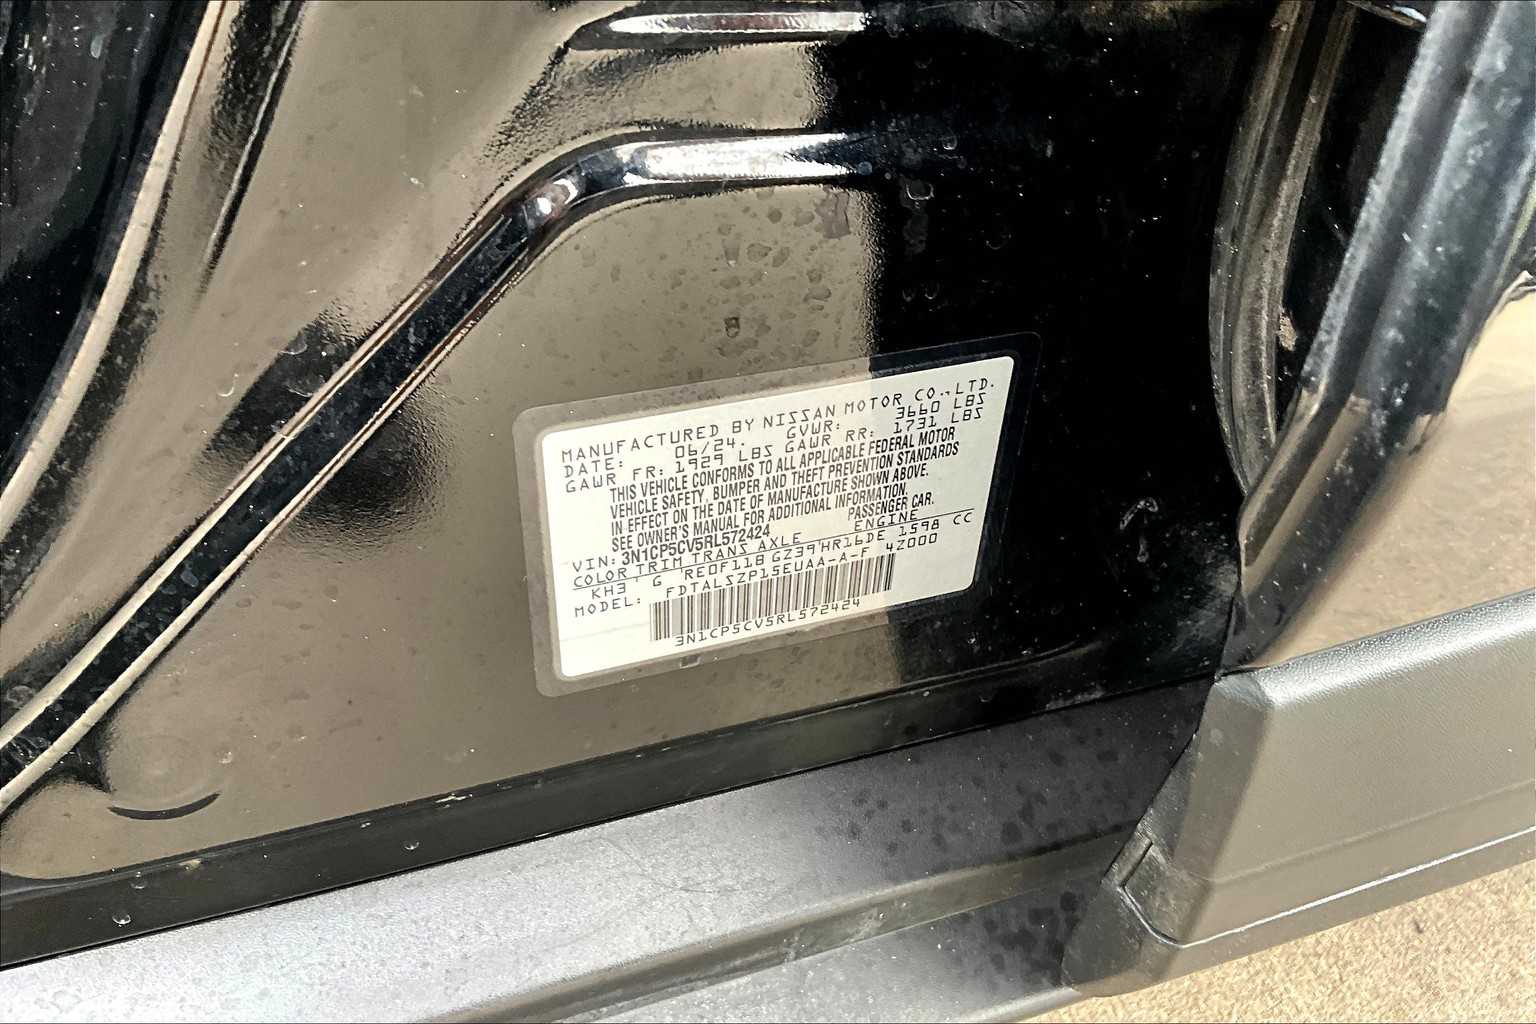 MANUFACTURED BY NISSAN MOTOR CO., LTD.
DATE: 06/24. GVWR: 3660 LBS
GAWR FR: 1929 LBS GAWR RR: 1731 LBS
THIS VEHICLE CONFORMS TO ALL APPLICABLE FEDERAL MOTOR
VEHICLE SAFETY, BUMPER AND THEFT PREVENTION STANDARDS
IN EFFECT ON THE DATE OF MANUFACTURE SHOWN ABOVE.
SEE OWNER'S MANUAL FOR ADDITIONAL INFORMATION.
VIN: 3N1CP5CV5RL572424 PASSENGER CAR.
COLOR TRIM TRANS AXLE ENGINE
KH3 G RE0F11B GZ39 HR16DE 1598 CC
MODEL: FDTALSZP15EUAA-A-F 4Z000
3N1CP5CV5RL572424